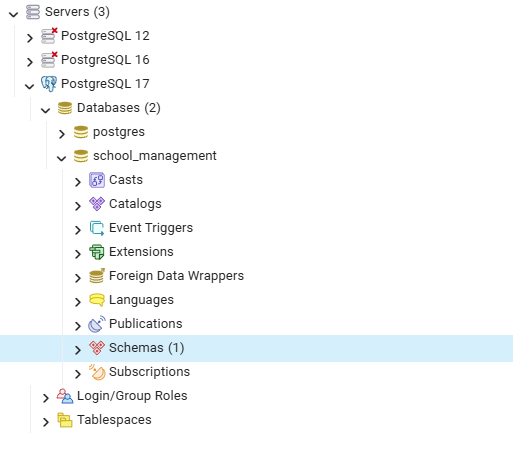 Servers (3)
PostgreSQL 12
PostgreSQL 16
PostgreSQL 17
Databases (2)
postgres
school_management
Casts
Catalogs
Event Triggers
Extensions
Foreign Data Wrappers
Languages
Publications
Schemas (1)
Subscriptions
Login/Group Roles
Tablespaces